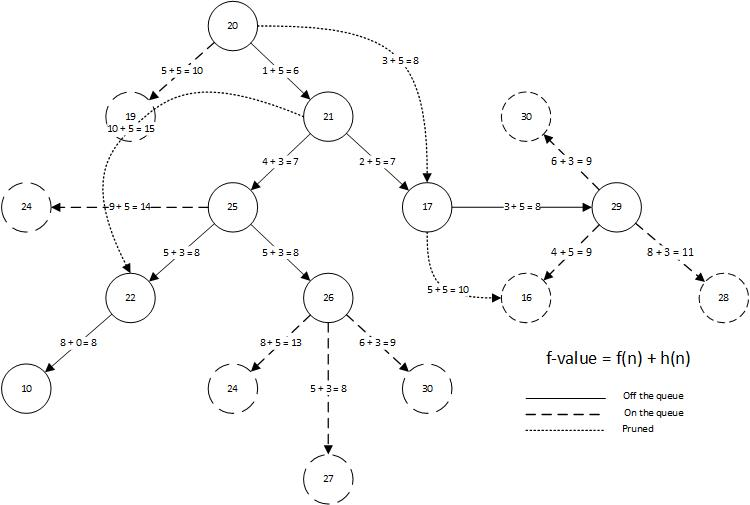 20
3 + 5 = 8
5 + 5 = 10
1 + 5 = 6
19
10 + 5 = 15
21
30
4 + 3 = 7
2 + 5 = 7
6 + 3 = 9
24
9 + 5 = 14
25
17
3 + 5 = 8
29
5 + 3 = 8
5 + 3 = 8
4 + 5 = 9
8 + 3 = 11
5 + 5 = 10
22
26
16
28
8 + 0 = 8
8 + 5 = 13
6 + 3 = 9
f-value = f(n) + h(n)
10
24
5 + 3 = 8
30
Off the queue
On the queue
Pruned
27